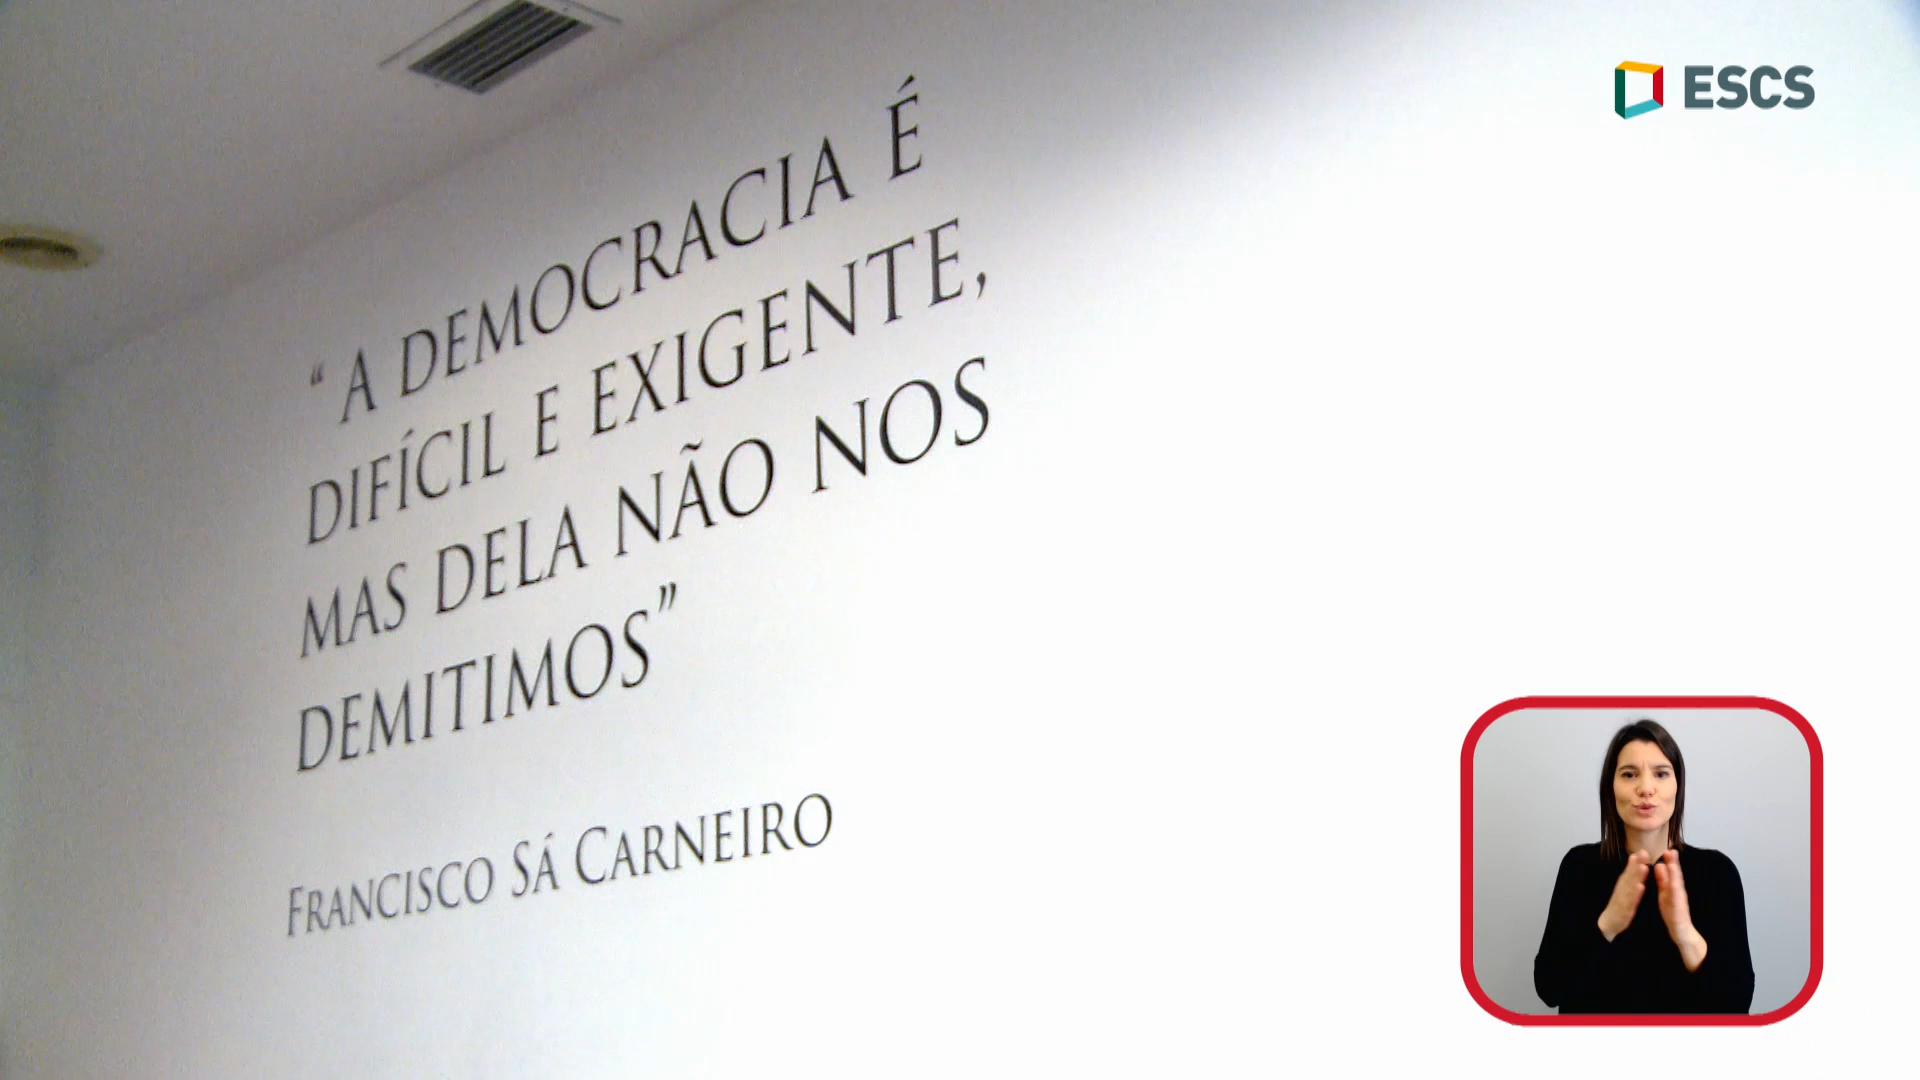 ESCS
“ A DEMOCRACIA É
DIFÍCIL E EXIGENTE,
MAS DELA NÃO NOS
DEMITIMOS”
FRANCISCO SÁ CARNEIRO